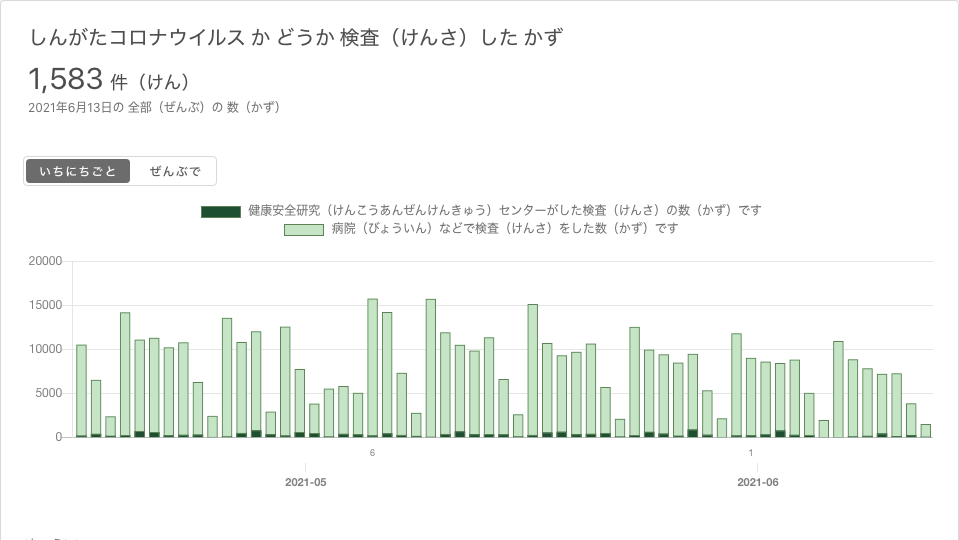 しんがたコロナウイルス か どうか 検査（けんさ）した かず
1,583 件（けん）
2021年6月13日の 全部（ぜんぶ）の 数（かず）
いちにちごと ぜんぶで
健康安全研究（けんこうあんぜんけんきゅう）センターがした検査（けんさ）の数（かず）です
病院（びょういん）などで検査（けんさ）をした数（かず）です
20000
15000
10000
5000
0
6 1
2021-05 2021-06